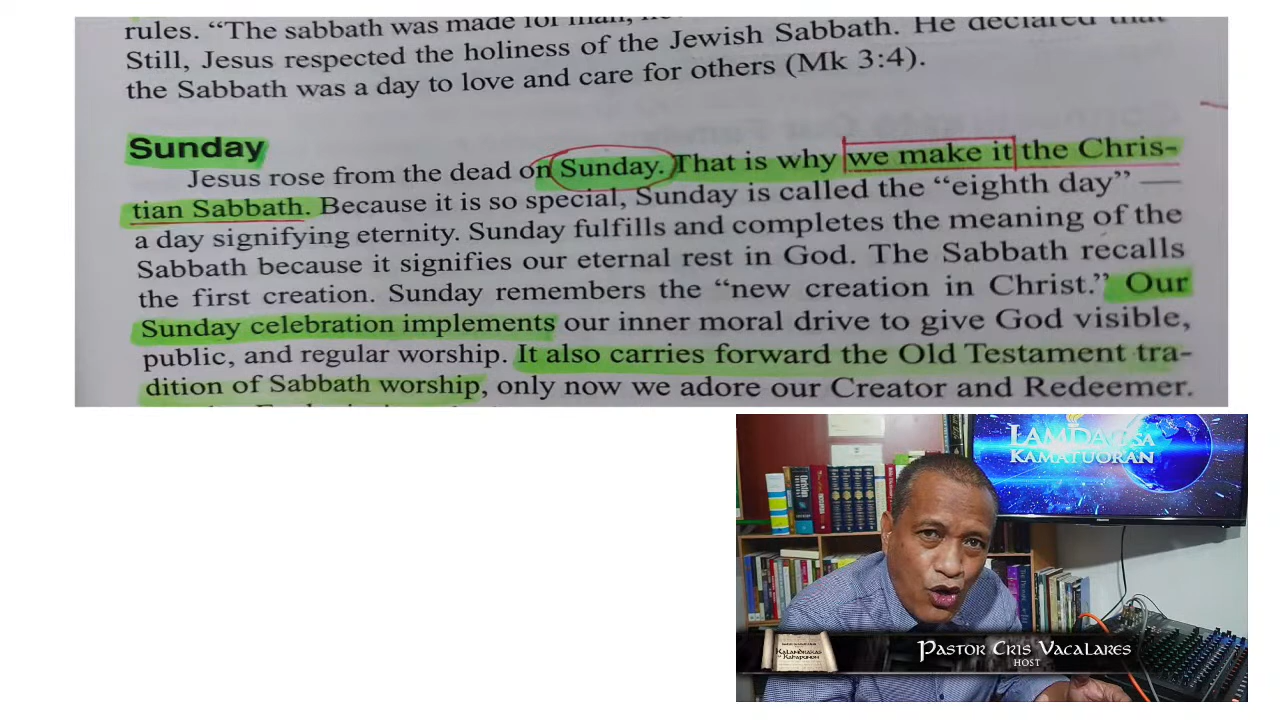 rules. “The sabbath was made for man,
Still, Jesus respected the holiness of the Jewish Sabbath. He declared that
the Sabbath was a day to love and care for others (Mk 3:4).
Sunday
Jesus rose from the dead on Sunday. That is why we make it the Chris-
tian Sabbath. Because it is so special, Sunday is called the “eighth day” —
a day signifying eternity. Sunday fulfills and completes the meaning of the
Sabbath because it signifies our eternal rest in God. The Sabbath recalls
the first creation. Sunday remembers the “new creation in Christ.” Our
Sunday celebration implements our inner moral drive to give God visible,
public, and regular worship. It also carries forward the Old Testament tra-
dition of Sabbath worship, only now we adore our Creator and Redeemer.
KAMATUORAN
PASTOR CRIS VACALARES
HOST